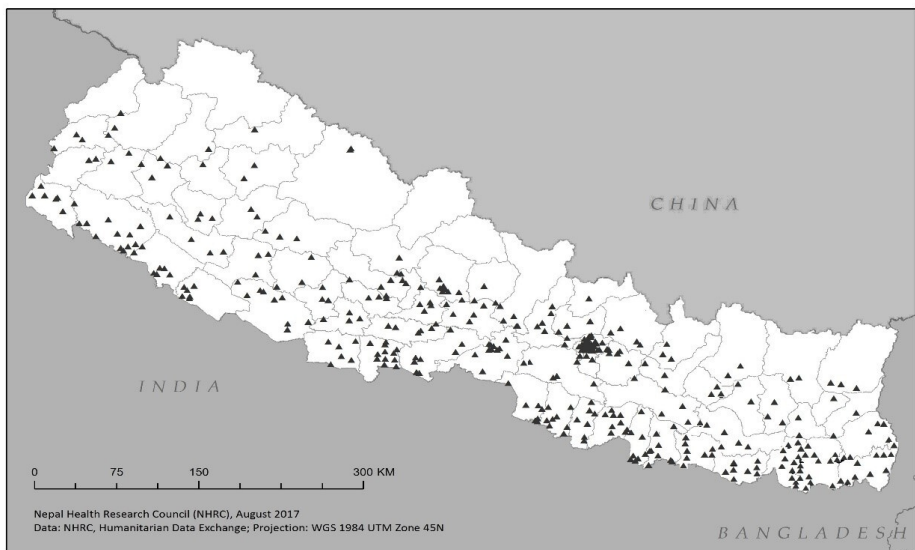 CHINA
INDIA
0 75 150 300 KM
Nepal Health Research Council (NHRC), August 2017
Data: NHRC, Humanitarian Data Exchange; Projection: WGS 1984 UTM Zone 45N
BANGLADESH